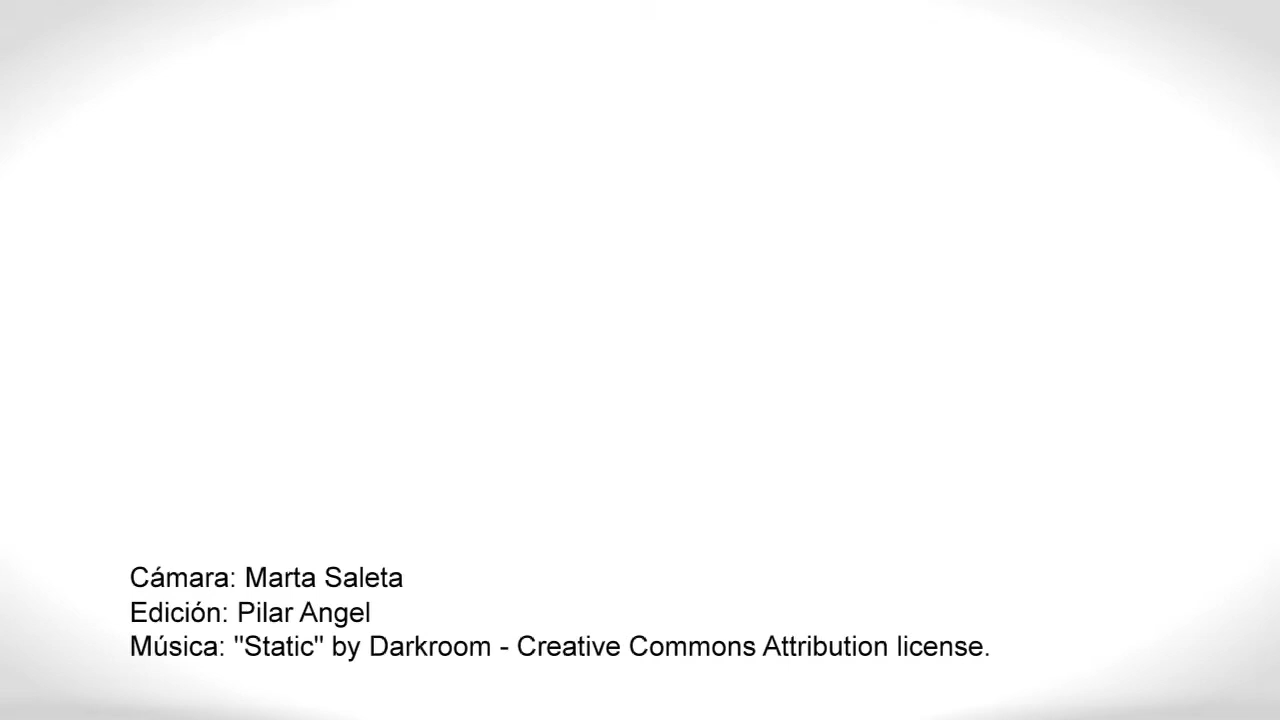 Cámara: Marta Saleta
Edición: Pilar Angel
Música: "Static" by Darkroom - Creative Commons Attribution license.